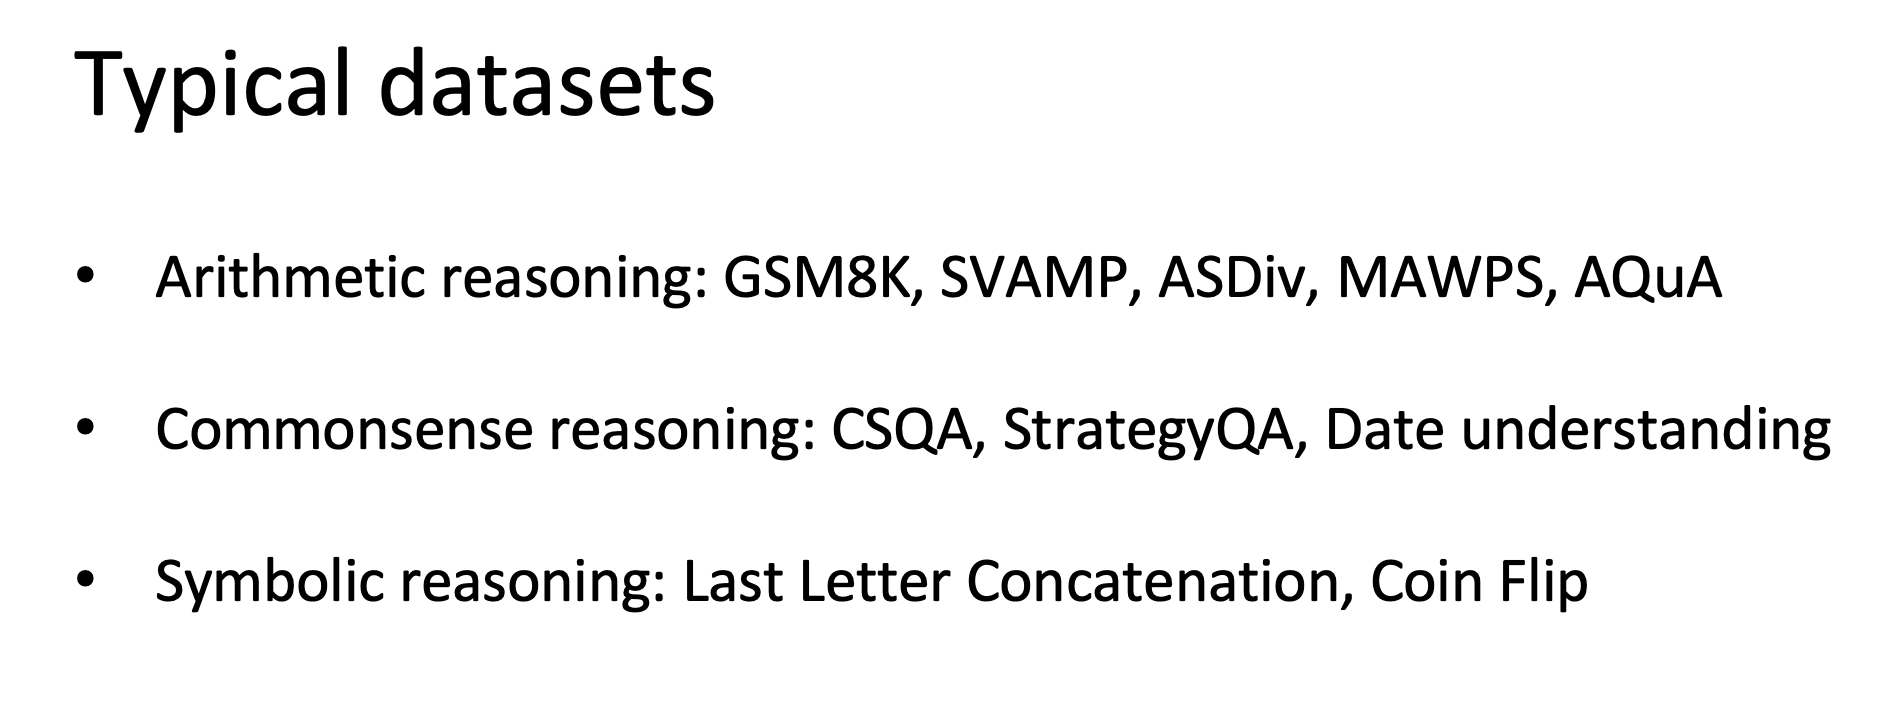 Typical datasets
• Arithmetic reasoning: GSM8K, SVAMP, ASDiv, MAWPS, AQuA
• Commonsense reasoning: CSQA, StrategyQA, Date understanding
• Symbolic reasoning: Last Letter Concatenation, Coin Flip